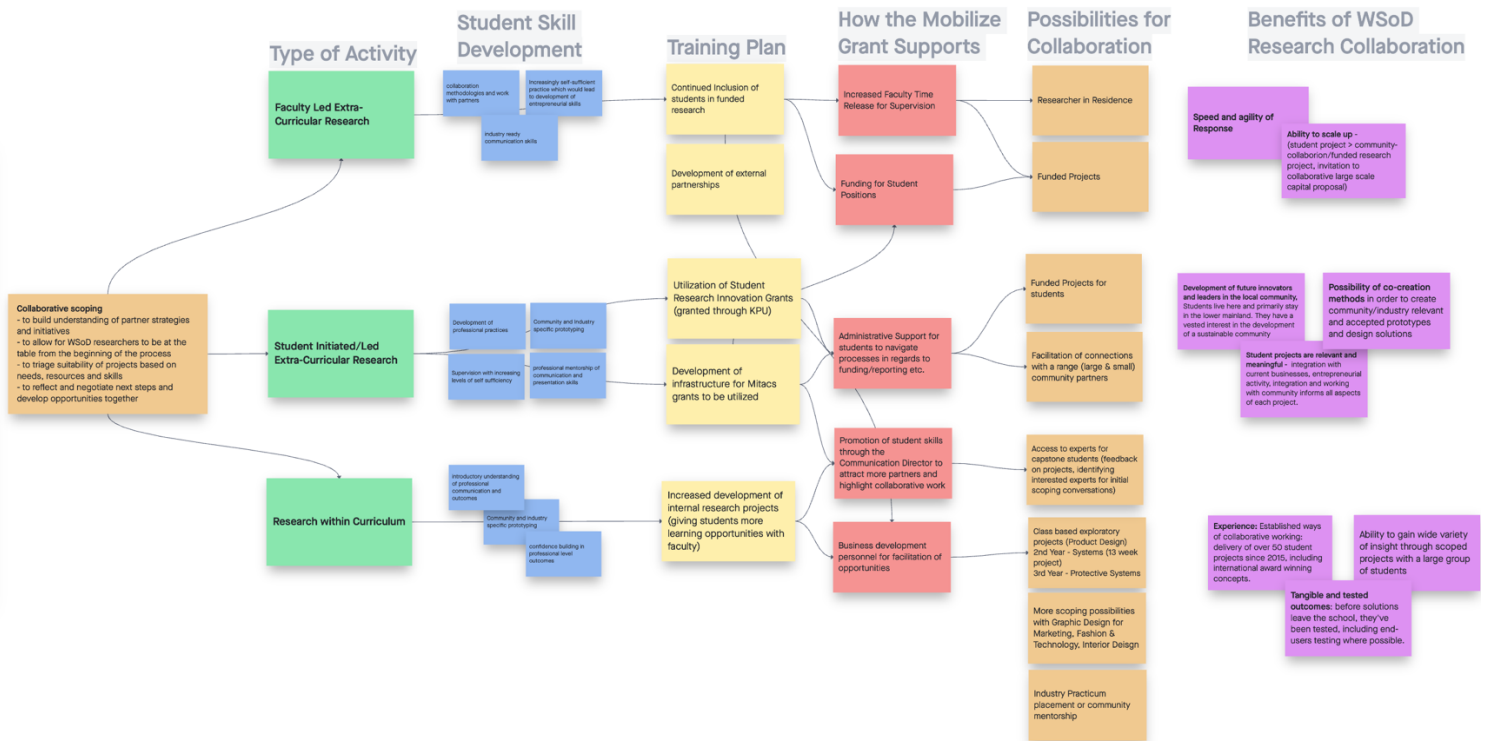 Type of Activity
Student Skill
Development
Training Plan
How the Mobilize
Grant Supports
Possibilities for
Collaboration
Benefits of WSoD
Research Collaboration
Collaborative scoping
- to build understanding of partner strategies
and initiatives
- to allow for WSoD researchers to be at the
table from the beginning of the process
- to triage suitability of projects based on
needs, resources and skills
- to reflect and negotiate next steps and
develop opportunities together
Faculty Led Extra-
Curricular Research
collaboration
methodologies and work
with partners
Increasingly self-sufficient
practice which would lead
to development of
entrepreneurial skills
industry ready
communication skills
Continued Inclusion of
students in funded
research
Development of external
partnerships
Increased Faculty Time
Release for Supervision
Funding for Student
Positions
Researcher in Residence
Funded Projects
Speed and agility of
Response
Ability to scale up -
(student project > community-
collaborion/funded research
project, invitation to
collaborative large scale
capital proposal)
Student Initiated/Led
Extra-Curricular Research
Development of
professional practices
Community and industry
specific prototyping
Supervision with increasing
levels of self sufficiency
professional mentorship of
communication and
presentation skills
Utilization of Student
Research Innovation Grants
(granted through KPU)
Development of
infrastructure for Mitacs
grants to be utilized
Administrative Support for
students to navigate
processes in regards to
funding/reporting etc.
Funded Projects for
students
Facilitation of connections
with a range (large & small)
community partners
Development of future innovators
and leaders in the local community,
Students live here and primarily stay
in the lower mainland. They have a
vested interest in the development
of a sustainable community
Possibility of co-creation
methods in order to create
community/industry relevant
and accepted prototypes
and design solutions
Student projects are relevant and
meaningful - integration with
current businesses, entrepreneurial
activity, integration and working
with community informs all aspects
of each project.
Research within Curriculum
Introductory understanding
of professional
communication and
outcomes
Community and industry
specific prototyping
confidence building in
professional level
outcomes
Increased development of
internal research projects
(giving students more
learning opportunities with
faculty)
Promotion of student skills
through the
Communication Director to
attract more partners and
highlight collaborative work
Business development
personnel for facilitation of
opportunities
Access to experts for
capstone students (feedback
on projects, identifying
interested experts for initial
scoping conversations)
Class based exploratory
projects (Product Design)
2nd Year - Systems (13 week
project)
3rd Year - Protective Systems
More scoping possibilities
with Graphic Design for
Marketing, Fashion &
Technology, Interior Deisgn
Industry Practicum
placement or community
mentorship
Experience: Established ways
of collaborative working:
delivery of over 50 student
projects since 2015, including
international award winning
concepts.
Ability to gain wide variety
of insight through scoped
projects with a large group
of students
Tangible and tested
outcomes: before solutions
leave the school, they've
been tested, including end-
users testing where possible.